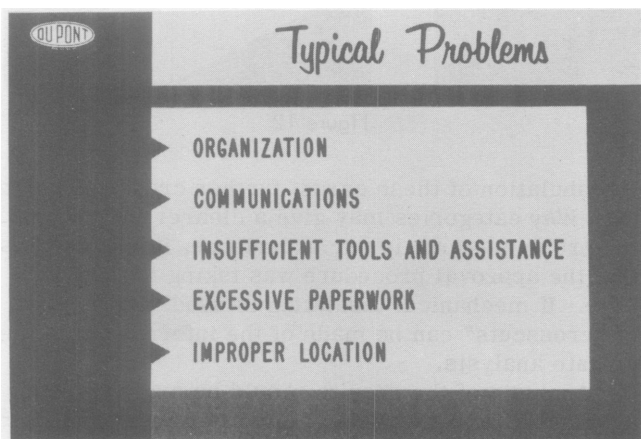 DU PONT
Typical Problems
ORGANIZATION
COMMUNICATIONS
INSUFFICIENT TOOLS AND ASSISTANCE
EXCESSIVE PAPERWORK
IMPROPER LOCATION